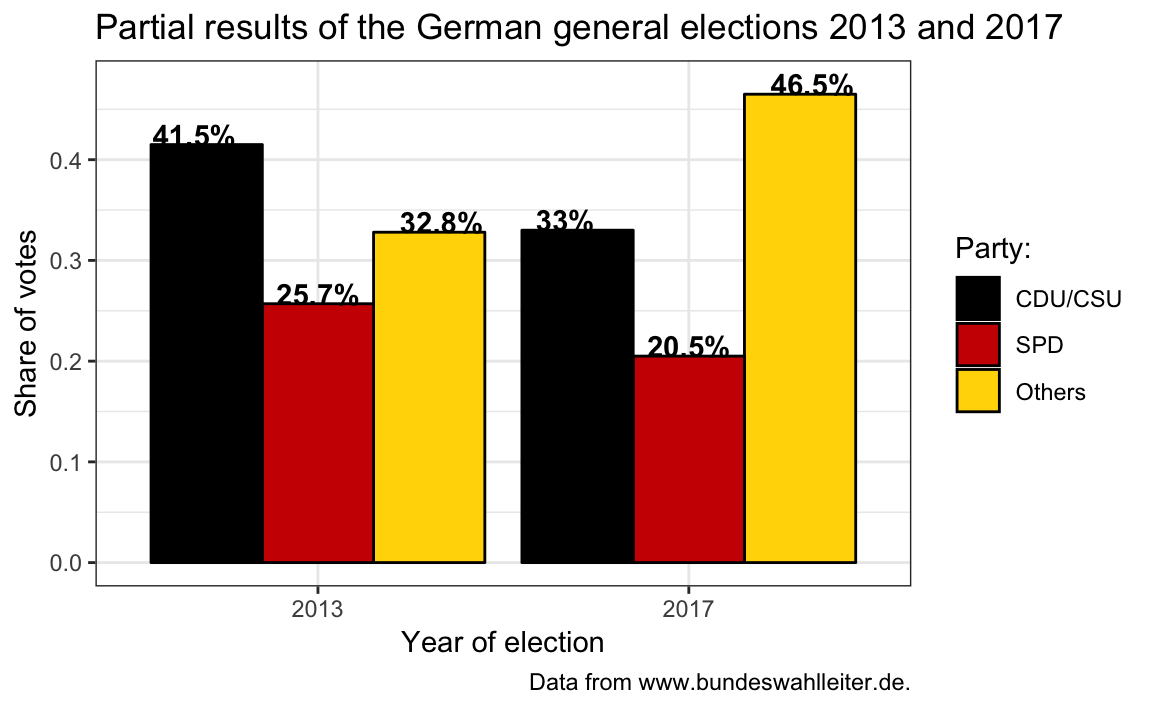 Partial results of the German general elections 2013 and 2017
46.5%
41.5%
32.8%
33%
25.7%
20.5%
0.4
0.3
0.2
0.1
0.0
Share of votes
2013
2017
Year of election
Party:
CDU/CSU
SPD
Others
Data from www.bundeswahlleiter.de.